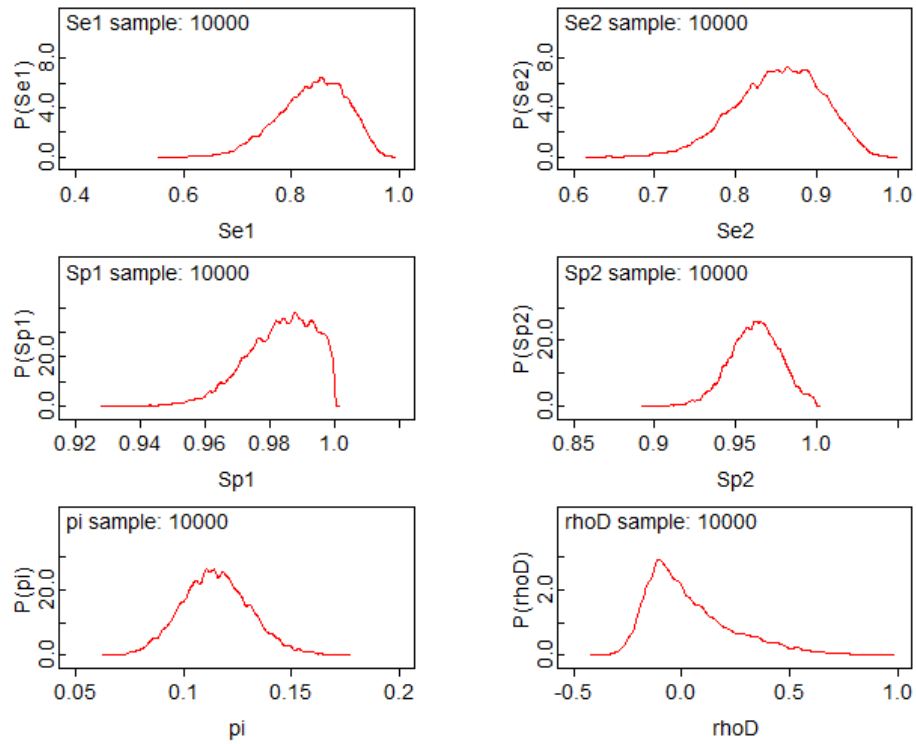 Se1 sample: 10000
P(Se1)
0.0 4.0 8.0
0.4 0.6 0.8 1.0
Se1
Se2 sample: 10000
P(Se2)
0.0 4.0 8.0
0.6 0.7 0.8 0.9 1.0
Se2
Sp1 sample: 10000
P(Sp1)
0.0 20.0
0.92 0.94 0.96 0.98 1.0
Sp1
Sp2 sample: 10000
P(Sp2)
0.0 20.0
0.85 0.9 0.95 1.0
Sp2
pi sample: 10000
P(pi)
0.0 20.0
0.05 0.1 0.15 0.2
pi
rhoD sample: 10000
P(rhoD)
0.0 2.0
-0.5 0.0 0.5 1.0
rhoD